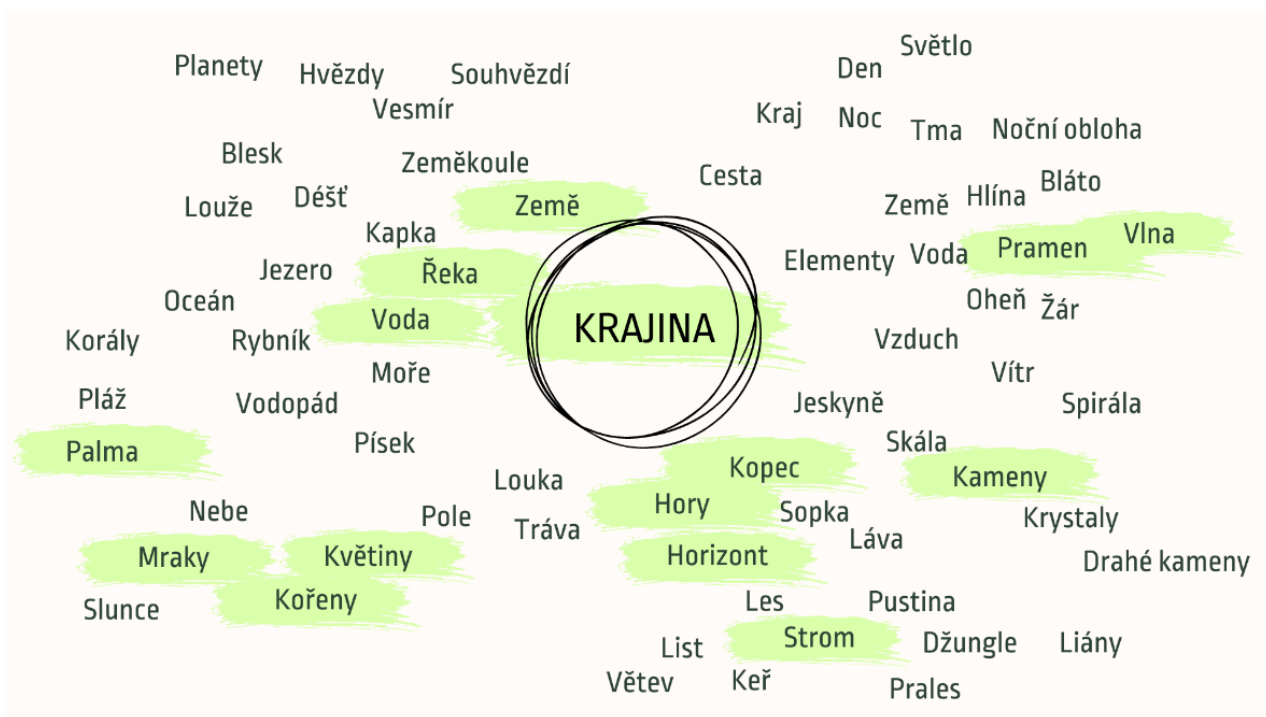 Planety
Hvězdy
Souhvězdí
Vesmír
Blesk
Zeměkoule
Louže
Déšť
Země
Kapka
Jezero
Řeka
Oceán
Voda
Korály
Rybník
Moře
Pláž
Vodopád
Palma
Písek
Nebe
Pole
Louka
Tráva
Mraky
Květiny
Slunce
Kořeny
KRAJINA
Světlo
Den
Kraj
Noc
Tma
Noční obloha
Cesta
Země
Hlína
Bláto
Elementy
Voda
Pramen
Vlna
Oheň
Žár
Vzduch
Vítr
Jeskyně
Spirála
Skála
Kopec
Kameny
Hory
Sopka
Krystaly
Láva
Horizont
Drahé kameny
Les
Pustina
Strom
Džungle
Liány
List
Větev
Keř
Prales